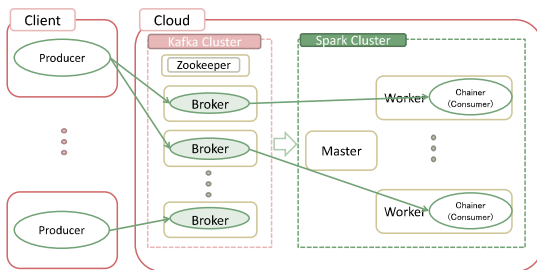 Client
Cloud
Kafka Cluster
Spark Cluster
Producer
Zookeeper
Broker
Worker
Chainer
(Consumer)
Broker
Master
Producer
Broker
Worker
Chainer
(Consumer)